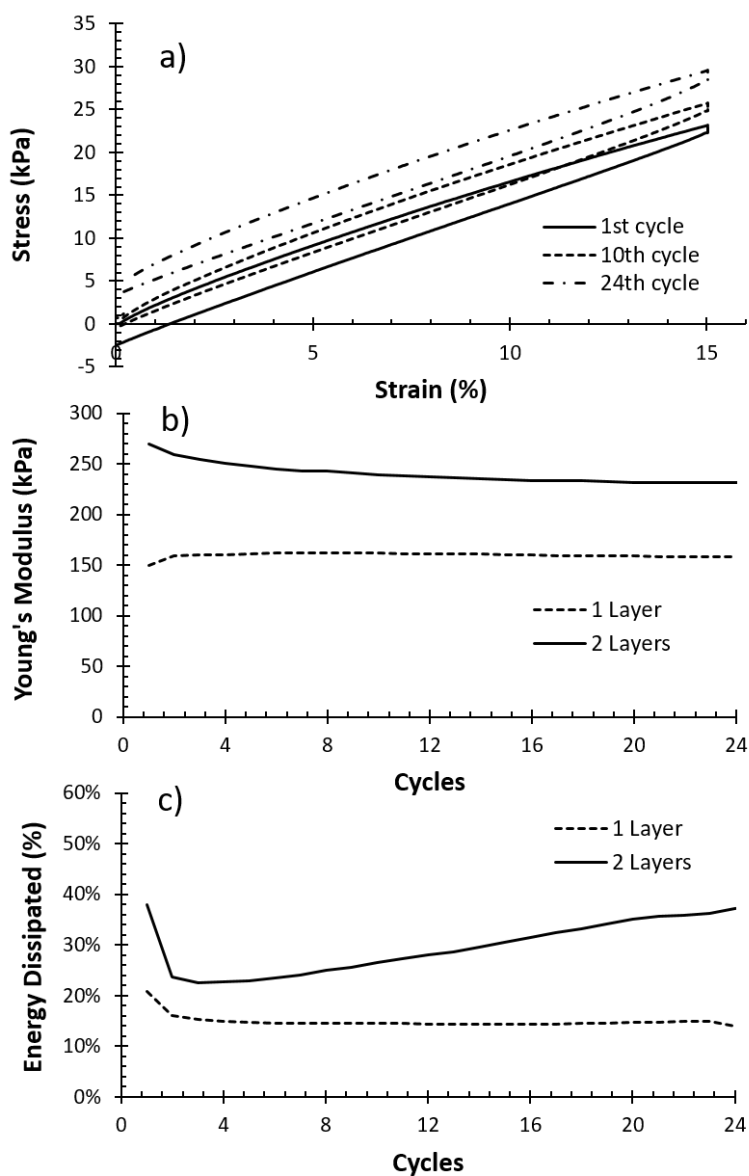 a)
35
30
25
20
15
10
5
0
-5
Stress (kPa)
1st cycle
10th cycle
24th cycle
0 5 10 15
Strain (%)
b)
300
250
200
150
100
50
0
Young's Modulus (kPa)
1 Layer
2 Layers
0 4 8 12 16 20 24
Cycles
c)
60%
50%
40%
30%
20%
10%
0%
Energy Dissipated (%)
1 Layer
2 Layers
0 4 8 12 16 20 24
Cycles